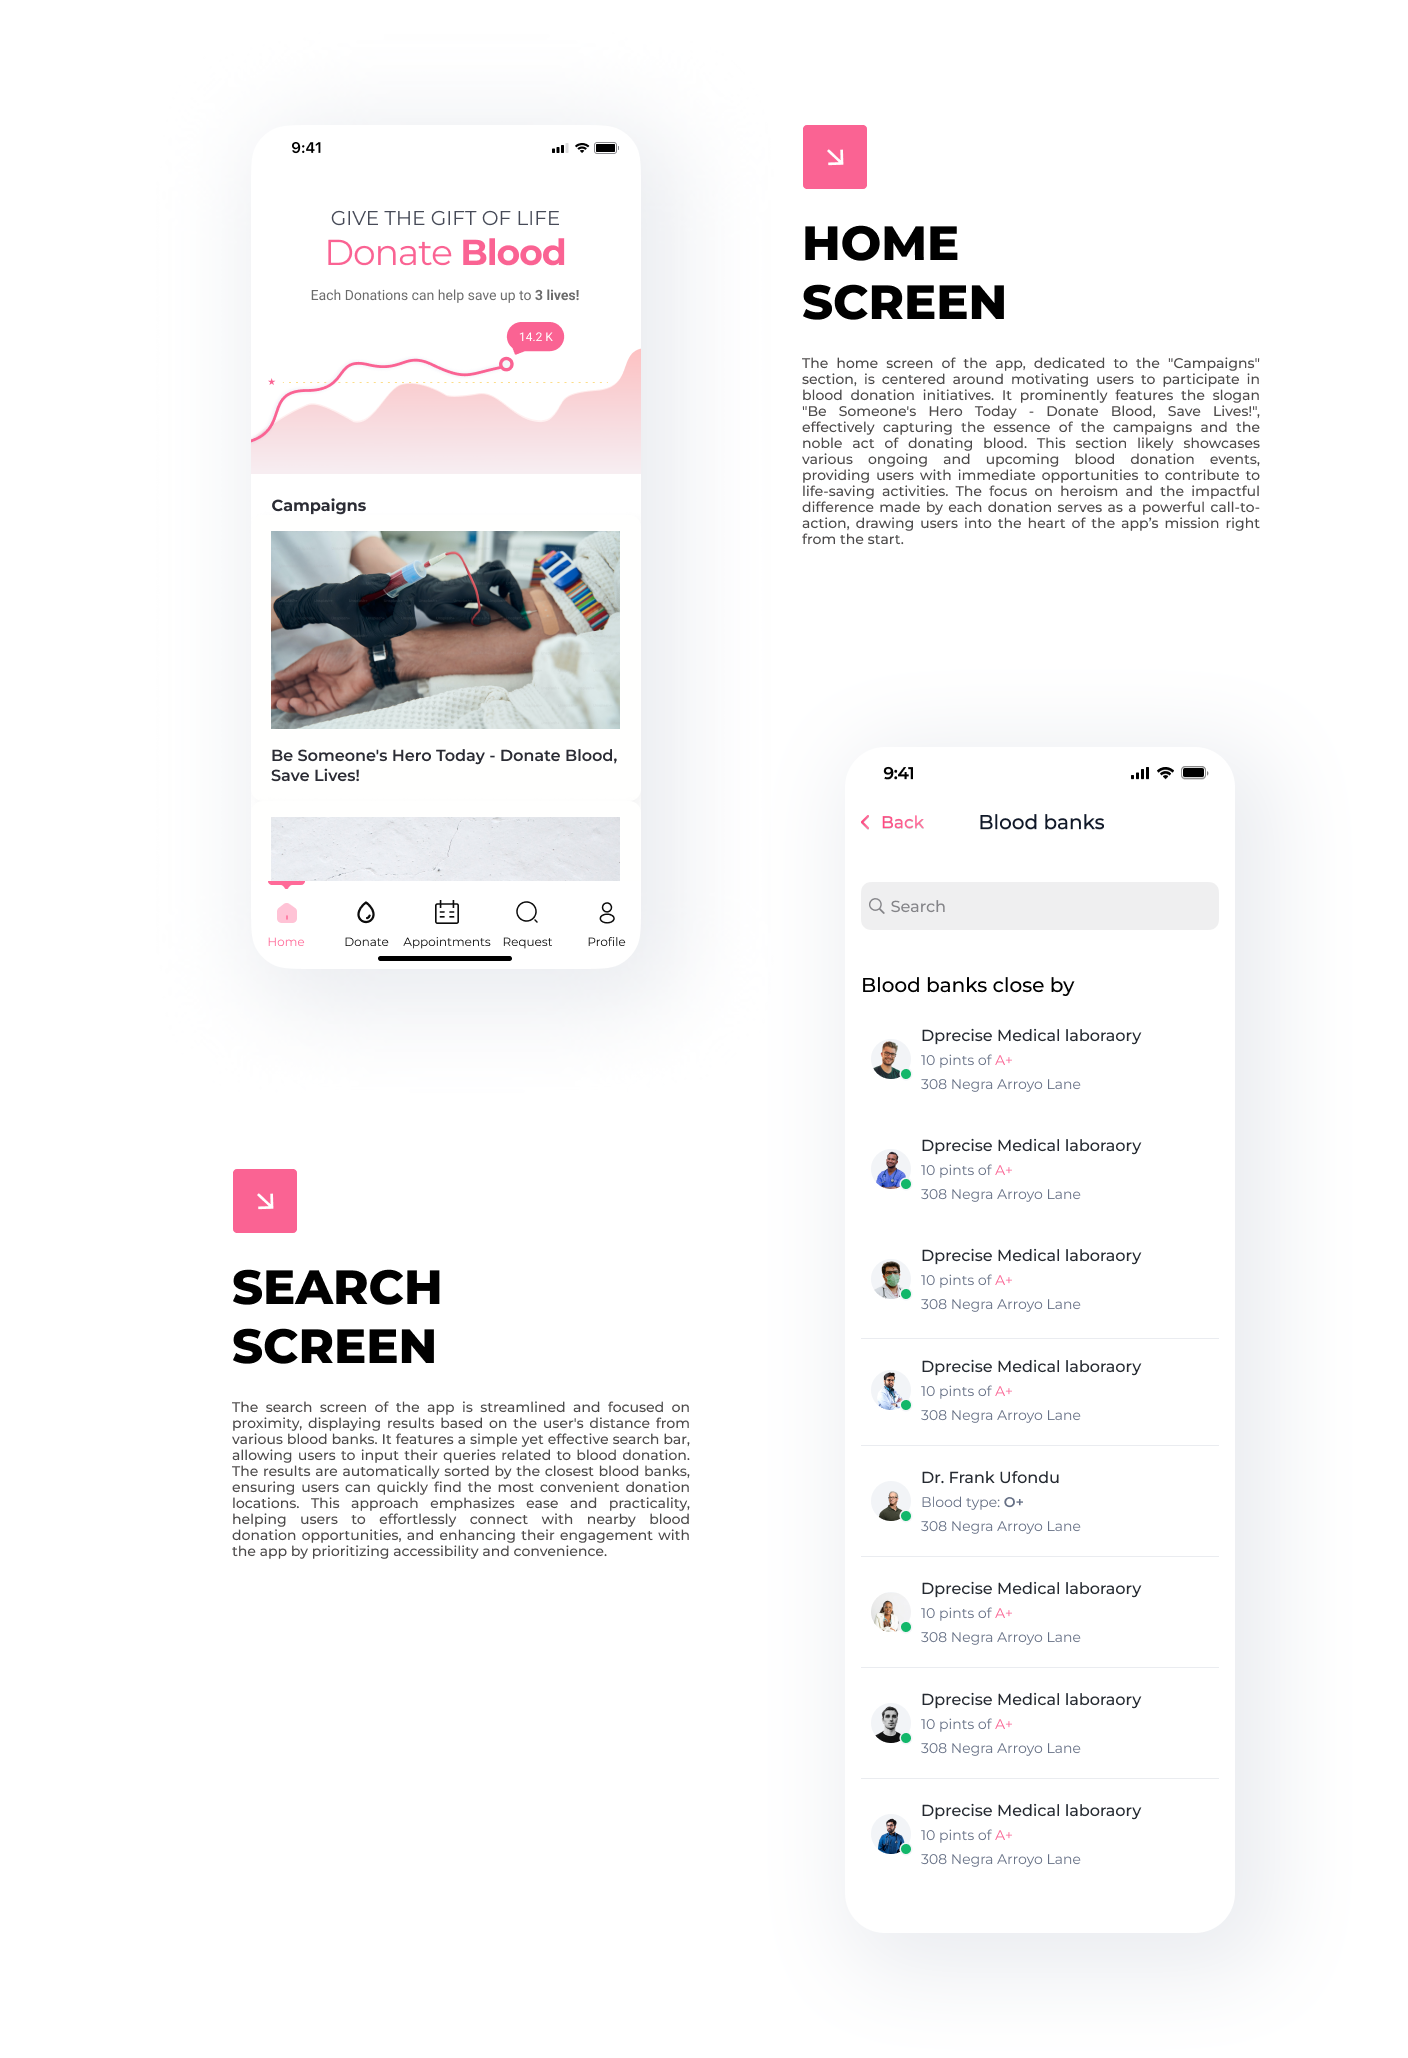 9:41
GIVE THE GIFT OF LIFE
Donate Blood
Each Donations can help save up to 3 lives!
14.2 K
Campaigns
Be Someone's Hero Today - Donate Blood,
Save Lives!
Home
Donate
Appointments
Request
Profile
HOME
SCREEN
The home screen of the app, dedicated to the "Campaigns"
section, is centered around motivating users to participate in
blood donation initiatives. It prominently features the slogan
"Be Someone's Hero Today - Donate Blood, Save Lives!",
effectively capturing the essence of the campaigns and the
noble act of donating blood. This section likely showcases
various ongoing and upcoming blood donation events,
providing users with immediate opportunities to contribute to
life-saving activities. The focus on heroism and the impactful
difference made by each donation serves as a powerful call-to-
action, drawing users into the heart of the app's mission right
from the start.
SEARCH
SCREEN
The search screen of the app is streamlined and focused on
proximity, displaying results based on the user's distance from
various blood banks. It features a simple yet effective search bar,
allowing users to input their queries related to blood donation.
The results are automatically sorted by the closest blood banks,
ensuring users can quickly find the most convenient donation
locations. This approach emphasizes ease and practicality,
helping users to effortlessly connect with nearby blood
donation opportunities, and enhancing their engagement with
the app by prioritizing accessibility and convenience.
9:41
Back
Blood banks
Search
Blood banks close by
Dprecise Medical laboraory
10 pints of A+
308 Negra Arroyo Lane
Dprecise Medical laboraory
10 pints of A+
308 Negra Arroyo Lane
Dprecise Medical laboraory
10 pints of A+
308 Negra Arroyo Lane
Dprecise Medical laboraory
10 pints of A+
308 Negra Arroyo Lane
Dr. Frank Ufondu
Blood type: O+
308 Negra Arroyo Lane
Dprecise Medical laboraory
10 pints of A+
308 Negra Arroyo Lane
Dprecise Medical laboraory
10 pints of A+
308 Negra Arroyo Lane
Dprecise Medical laboraory
10 pints of A+
308 Negra Arroyo Lane